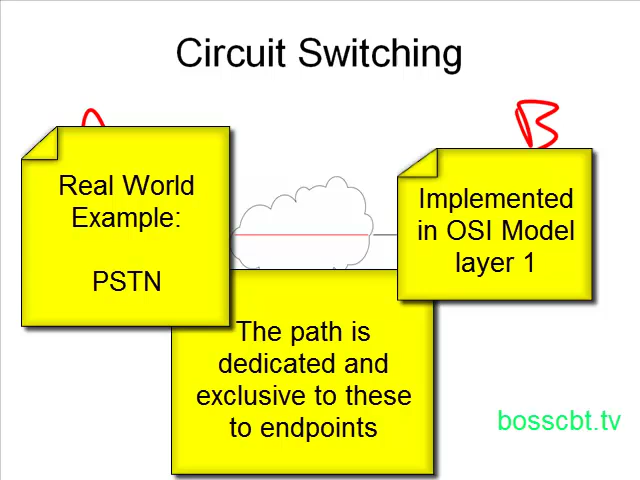 Circuit Switching
B
Real World
Example:
PSTN
Implemented
in OSI Model
layer 1
The path is
dedicated and
exclusive to these
to endpoints
bosscbt.tv